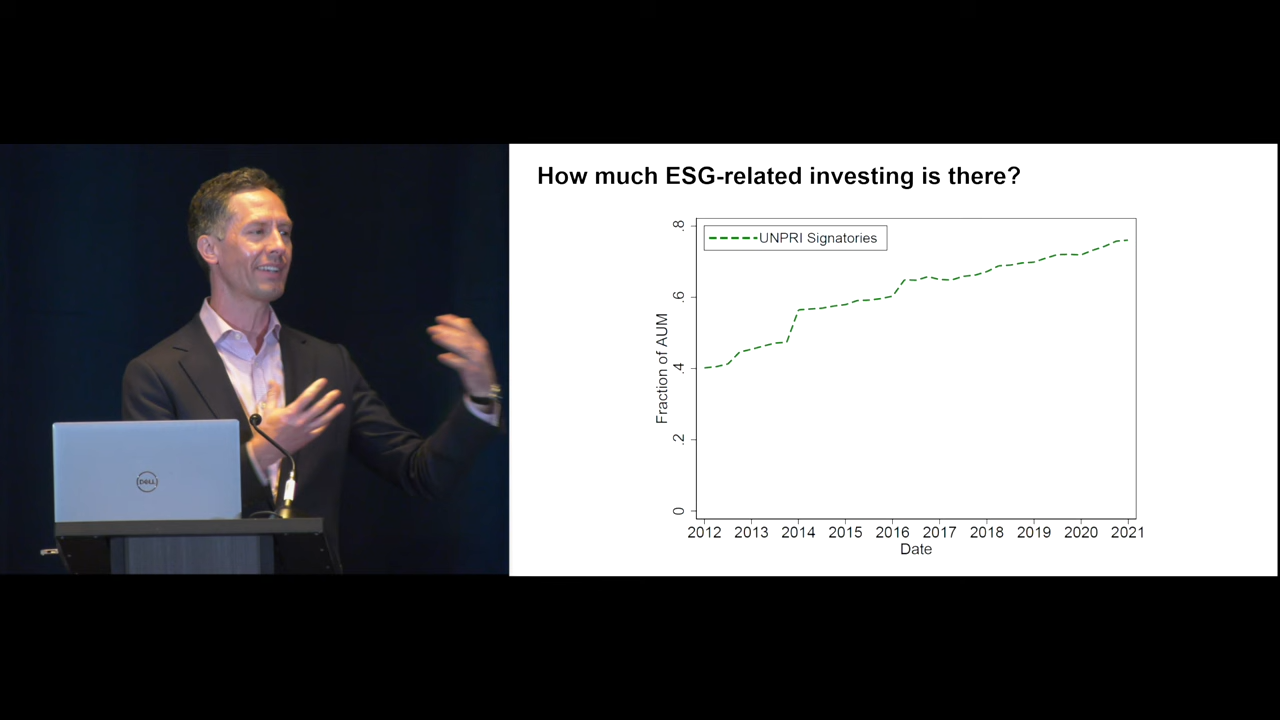 How much ESG-related investing is there?
UNPRI Signatories
.8
.6
.4
.2
0
Fraction of AUM
2012 2013 2014 2015 2016 2017 2018 2019 2020 2021
Date
DELL